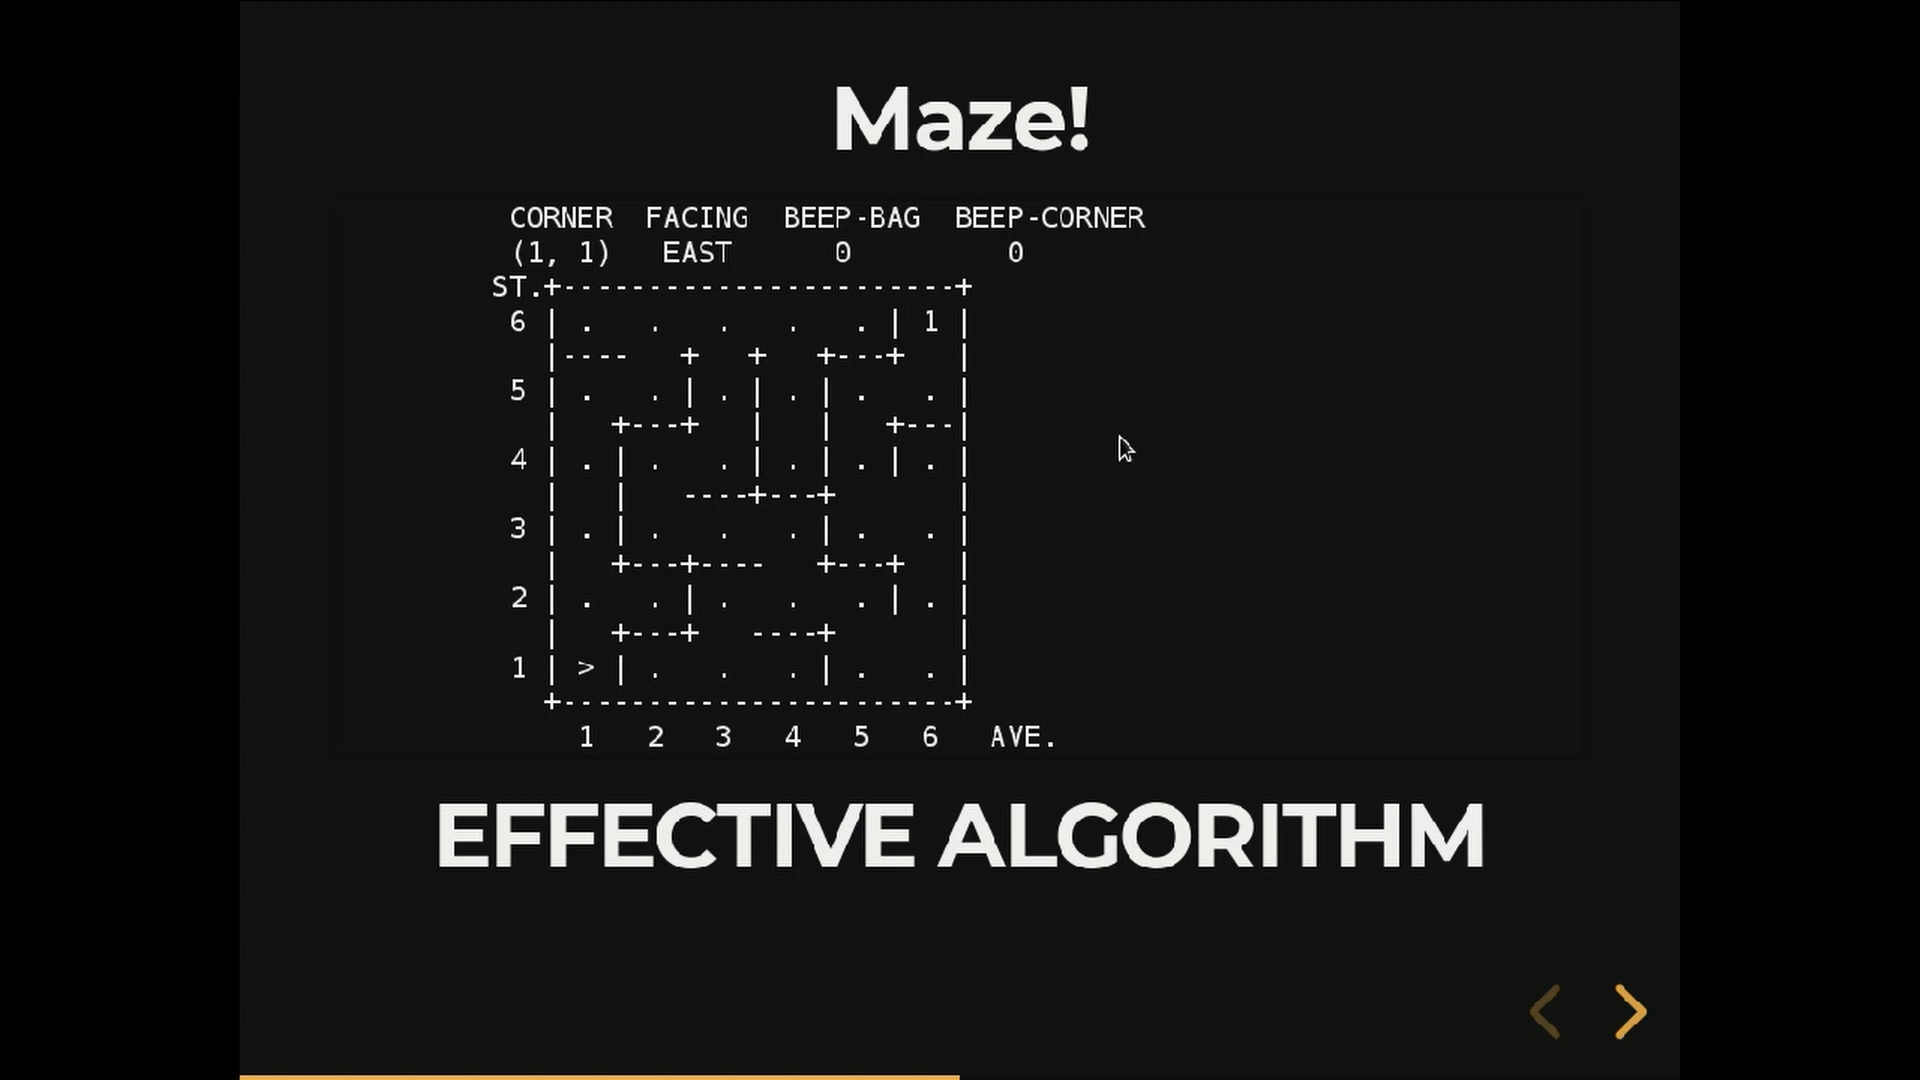 Maze!
CORNER  FACING  BEEP-BAG  BEEP-CORNER
(1, 1)   EAST      0         0
ST.+-----------------------+
 6 | .   .   .   .   . | 1 |
   |----   +   +   +---+   |
 5 | .   . | . | . | .   . |
   |   +---+   |   |   +---|
 4 | . | .   . | . | . | . |
   |   |   ----+---+       |
 3 | . | .   .   . | .   . |
   |   +---+----   +---+   |
 2 | .   . | .   .   . | . |
   |   +---+   ----+       |
 1 | > | .   .   . | .   . |
   +-----------------------+
     1   2   3   4   5   6   AVE.
EFFECTIVE ALGORITHM